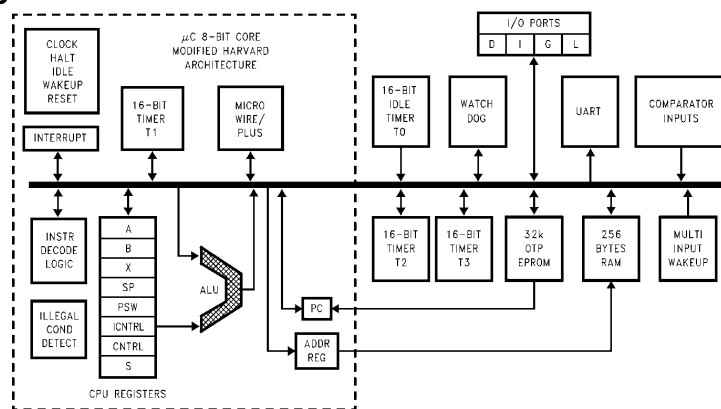 μC 8-BIT CORE
MODIFIED HARVARD
ARCHITECTURE
CLOCK
HALT
IDLE
WAKEUP
RESET
INTERRUPT
16-BIT
TIMER
T1
MICRO
WIRE/
PLUS
I/O PORTS
D I G L
16-BIT
IDLE
TIMER
T0
WATCH
DOG
UART
COMPARATOR
INPUTS
INSTR
DECODE
LOGIC
ILLEGAL
COND
DETECT
A
B
X
SP
PSW
ICNTRL
CNTRL
S
CPU REGISTERS
ALU
PC
ADDR
REG
16-BIT
TIMER
T2
16-BIT
TIMER
T3
32k
OTP
EPROM
256
BYTES
RAM
MULTI
INPUT
WAKEUP